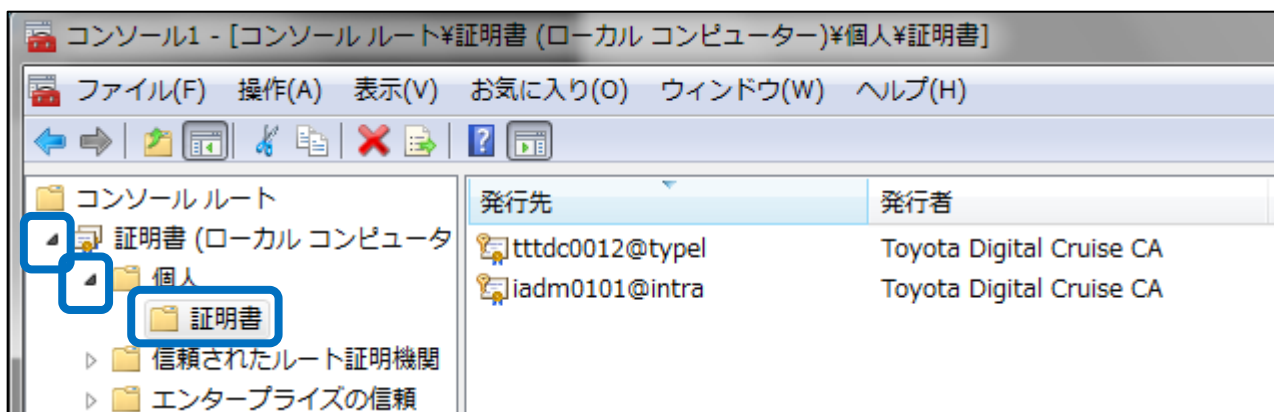 コンソール1 - [コンソール ルート¥証明書 (ローカル コンピューター)¥個人¥証明書]
ファイル(F) 操作(A) 表示(V) お気に入り(O) ウィンドウ(W) ヘルプ(H)
コンソール ルート
証明書 (ローカル コンピュータ
個人
証明書
信頼されたルート証明機関
エンタープライズの信頼
発行先 発行者
tttdc0012@typel Toyota Digital Cruise CA
iadm0101@intra Toyota Digital Cruise CA